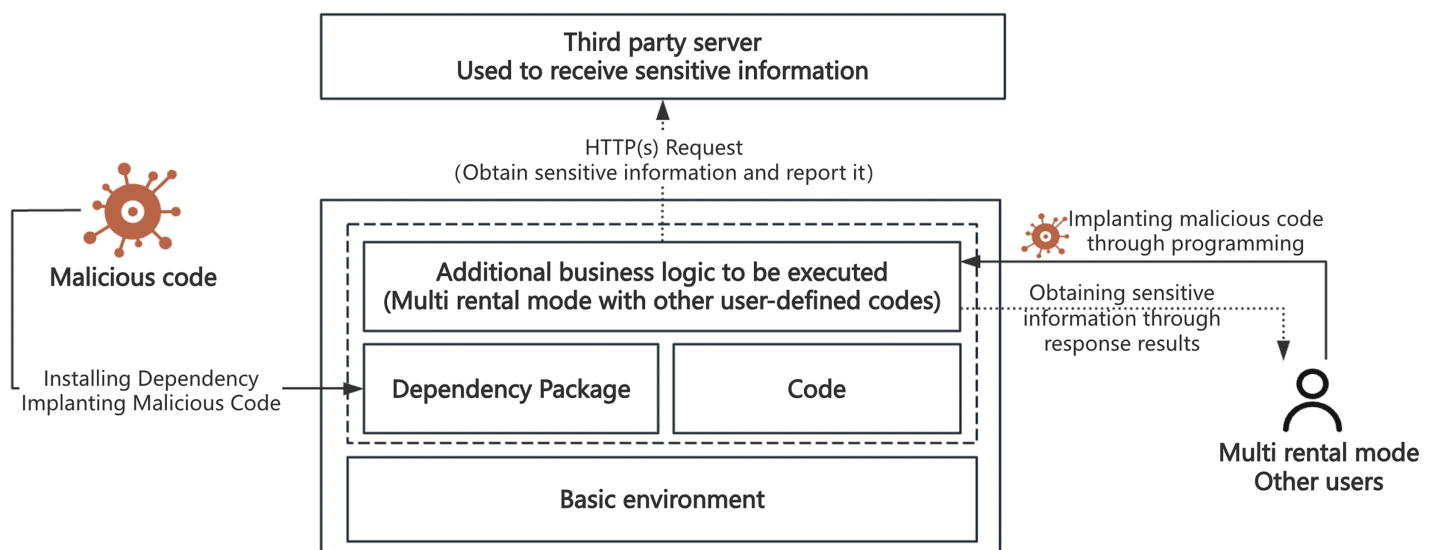 Third party server
Used to receive sensitive information
HTTP(s) Request
(Obtain sensitive information and report it)
Malicious code
Implanting malicious code
through programming
Additional business logic to be executed
(Multi rental mode with other user-defined codes)
Obtaining sensitive
information through
response results
Installing Dependency
Implanting Malicious Code
Dependency Package
Code
Multi rental mode
Other users
Basic environment